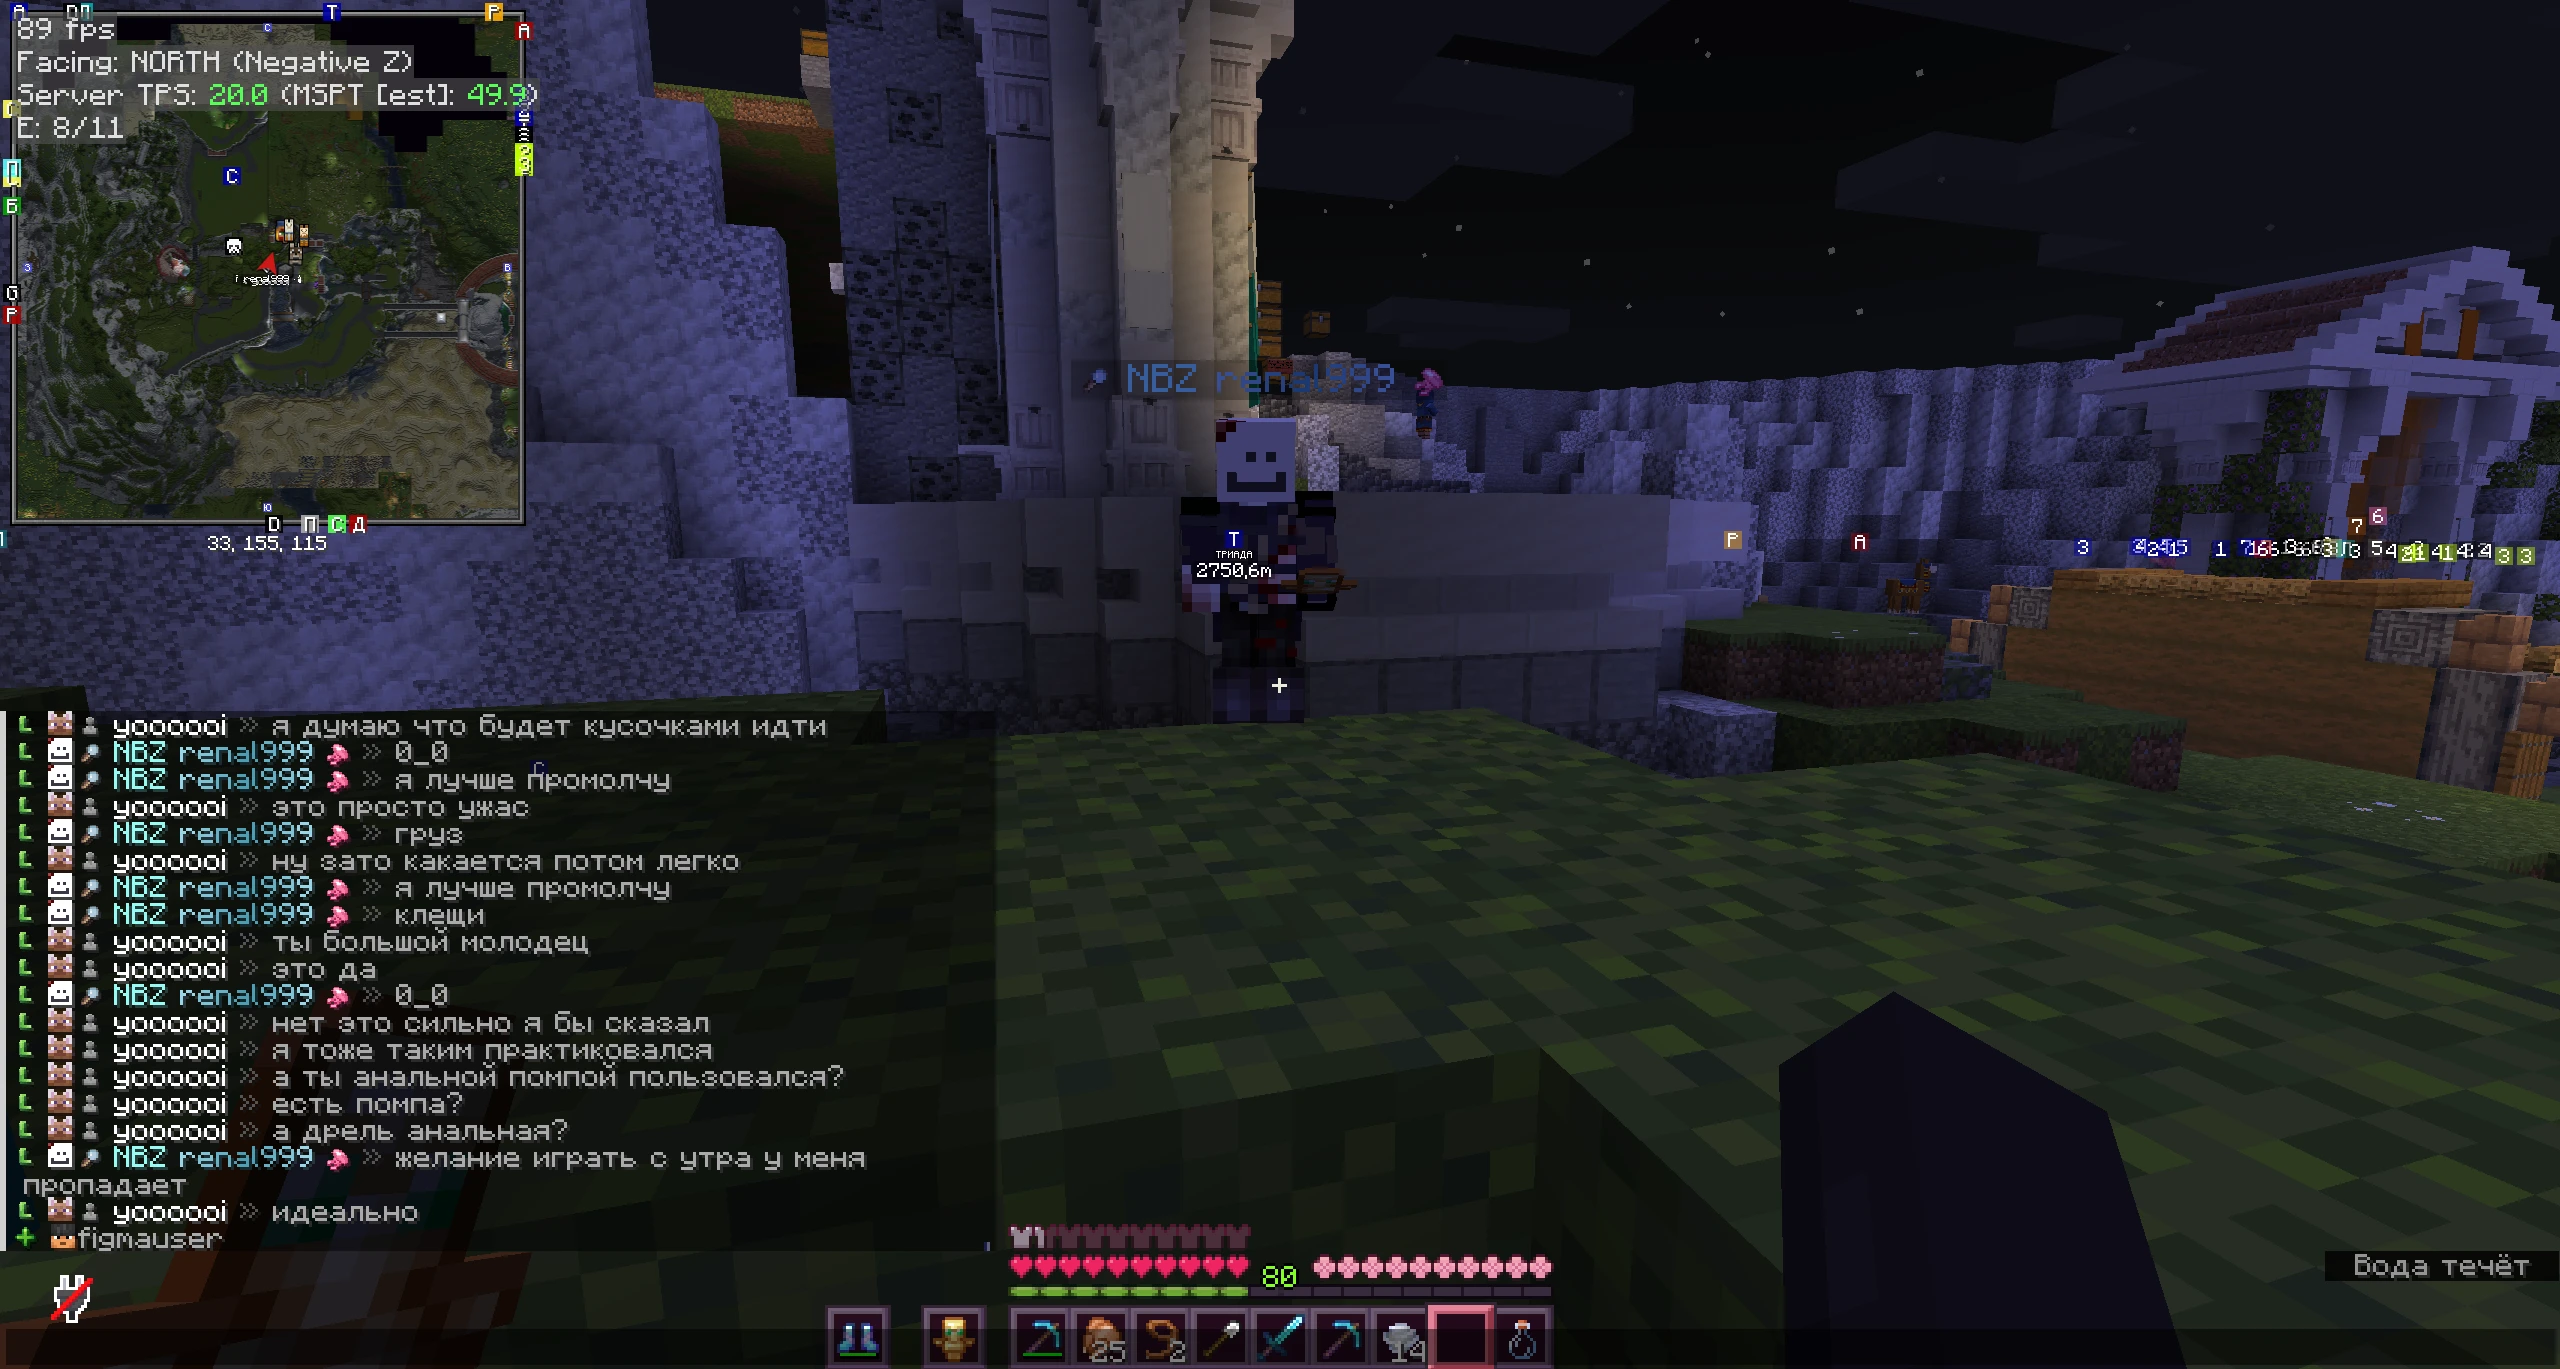 89 fps
Facing: NORTH (Negative Z)
Server TPS: 20.0 (MSPT [est]: 49.9)
E: 8/11
33, 155, 115
NBZ renal999
T
ТРИАДА
2750,6m
yoooooi » я думаю что будет кусочками идти
NBZ renal999 » 0_0
NBZ renal999 » я лучше промолчу
yoooooi » это просто ужас
NBZ renal999 » груз
yoooooi » ну зато какается потом легко
NBZ renal999 » я лучше промолчу
NBZ renal999 » клещи
yoooooi » ты большой молодец
yoooooi » это да
NBZ renal999 » 0_0
yoooooi » нет это сильно я бы сказал
yoooooi » я тоже таким практиковался
yoooooi » а ты анальной помпой пользовался?
yoooooi » есть помпа?
yoooooi » а дрель анальная?
NBZ renal999 » желание играть с утра у меня
пропадает
yoooooi » идеально
+ figmauser
80
Вода течёт
25
2
14